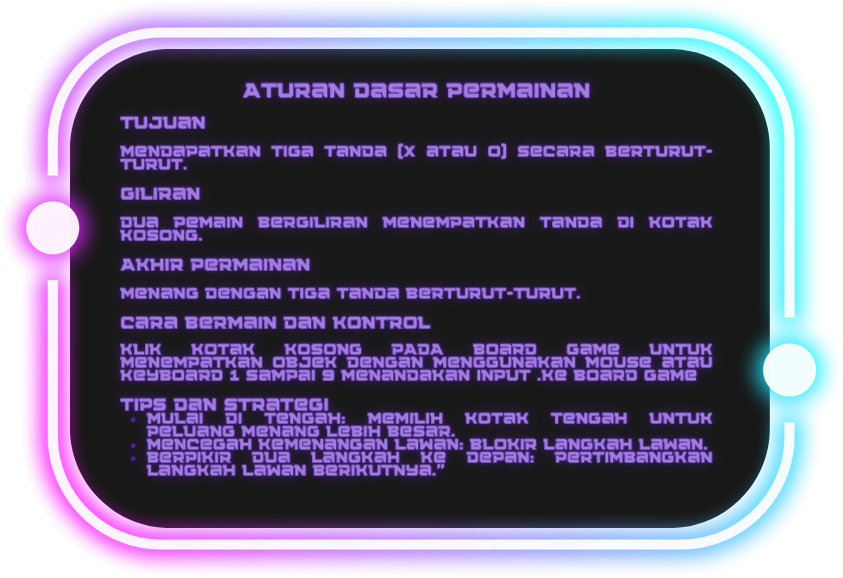 ATURAN DASAR PERMAINAN
TUJUAN
MENDAPATKAN TIGA TANDA (X ATAU O) SECARA BERTURUT-
TURUT.
GILIRAN
DUA PEMAIN BERGILIRAN MENEMPATKAN TANDA DI KOTAK
KOSONG.
AKHIR PERMAINAN
MENANG DENGAN TIGA TANDA BERTURUT-TURUT.
CARA BERMAIN DAN KONTROL
KLIK KOTAK KOSONG PADA BOARD GAME UNTUK
MENEMPATKAN OBJEK DENGAN MENGGUNAKAN MOUSE ATAU
KEYBOARD 1 SAMPAI 9 MENANDAKAN INPUT .KE BOARD GAME
TIPS DAN STRATEGI
• MULAI DI TENGAH: MEMILIH KOTAK TENGAH UNTUK
PELUANG MENANG LEBIH BESAR.
• MENCEGAH KEMENANGAN LAWAN: BLOKIR LANGKAH LAWAN.
• BERPIKIR DUA LANGKAH KE DEPAN: PERTIMBANGKAN
LANGKAH LAWAN BERIKUTNYA.”